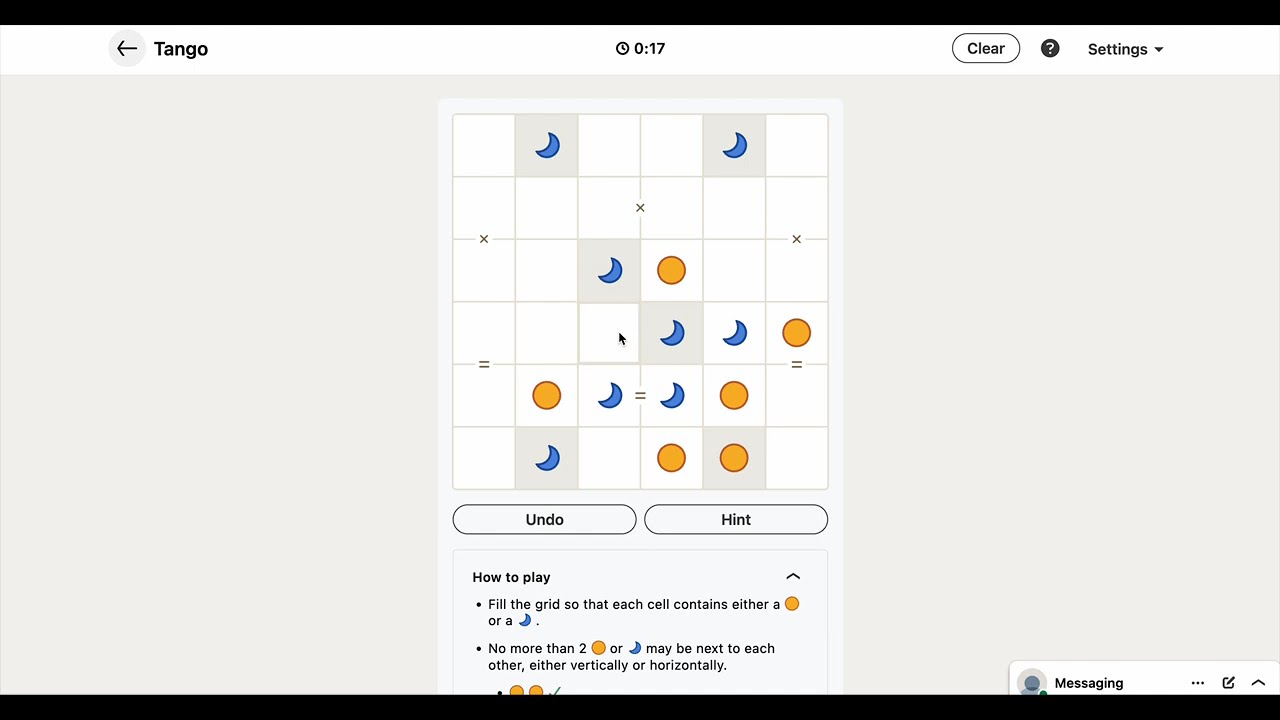 Tango
0:17
Clear
?
Settings
×
×
×
=
=
=
Undo
Hint
How to play
• Fill the grid so that each cell contains either a
or a .
• No more than 2 or may be next to each
other, either vertically or horizontally.
Messaging